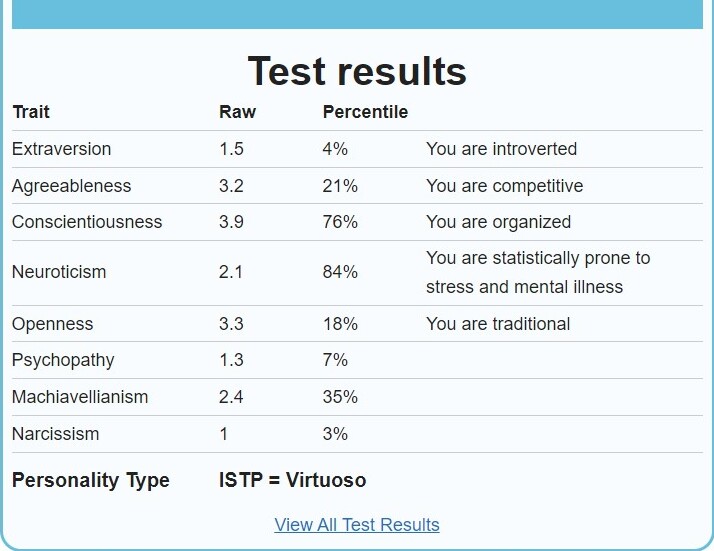 Test results
Trait Raw Percentile
Extraversion 1.5 4% You are introverted
Agreeableness 3.2 21% You are competitive
Conscientiousness 3.9 76% You are organized
Neuroticism 2.1 84% You are statistically prone to
stress and mental illness
Openness 3.3 18% You are traditional
Psychopathy 1.3 7%
Machiavellianism 2.4 35%
Narcissism 1 3%
Personality Type ISTP = Virtuoso
View All Test Results